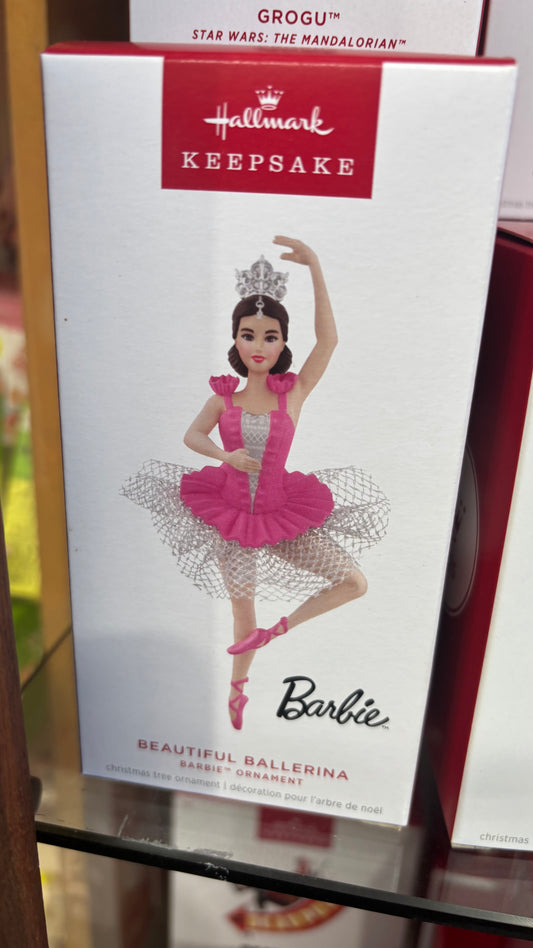 GROGU™
STAR WARS: THE MANDALORIAN™
Hallmark
KEEPSAKE
Barbie™
BEAUTIFUL BALLERINA
BARBIE™ ORNAMENT
christmas tree ornament | décoration pour l'arbre de noël
christmas